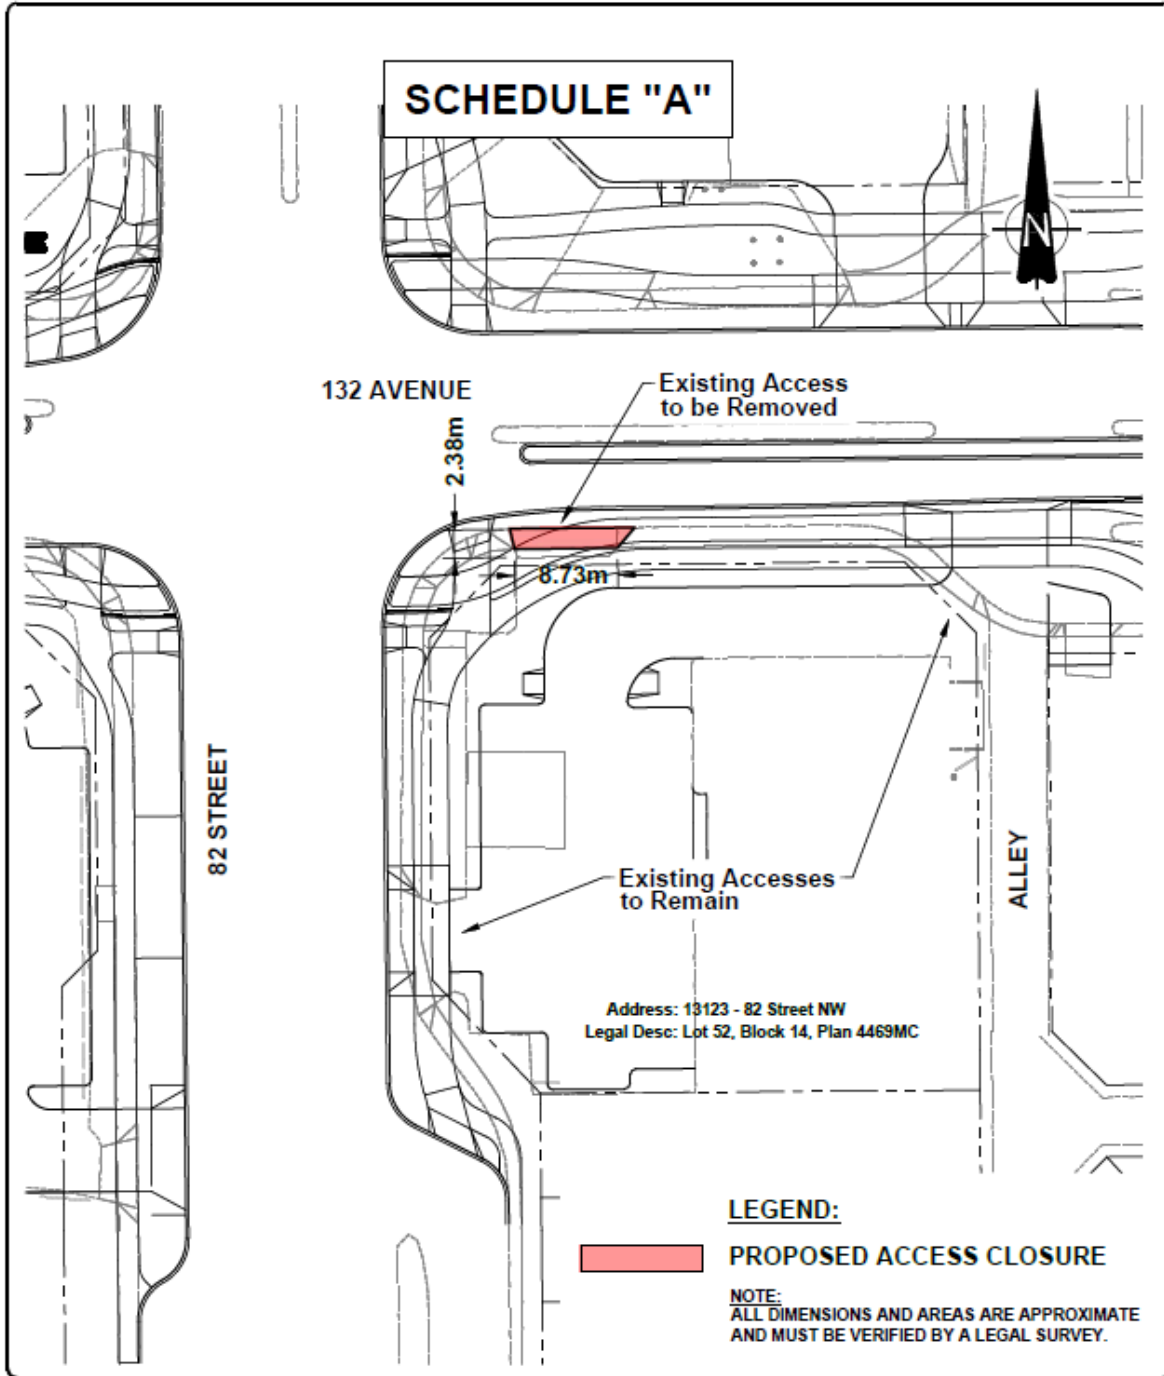 SCHEDULE "A"
N
132 AVENUE
Existing Access
to be Removed
2.38m
8.73m
82 STREET
Existing Accesses
to Remain
ALLEY
Address: 13123 - 82 Street NW
Legal Desc: Lot 52, Block 14, Plan 4469MC
LEGEND:
PROPOSED ACCESS CLOSURE
NOTE:
ALL DIMENSIONS AND AREAS ARE APPROXIMATE
AND MUST BE VERIFIED BY A LEGAL SURVEY.